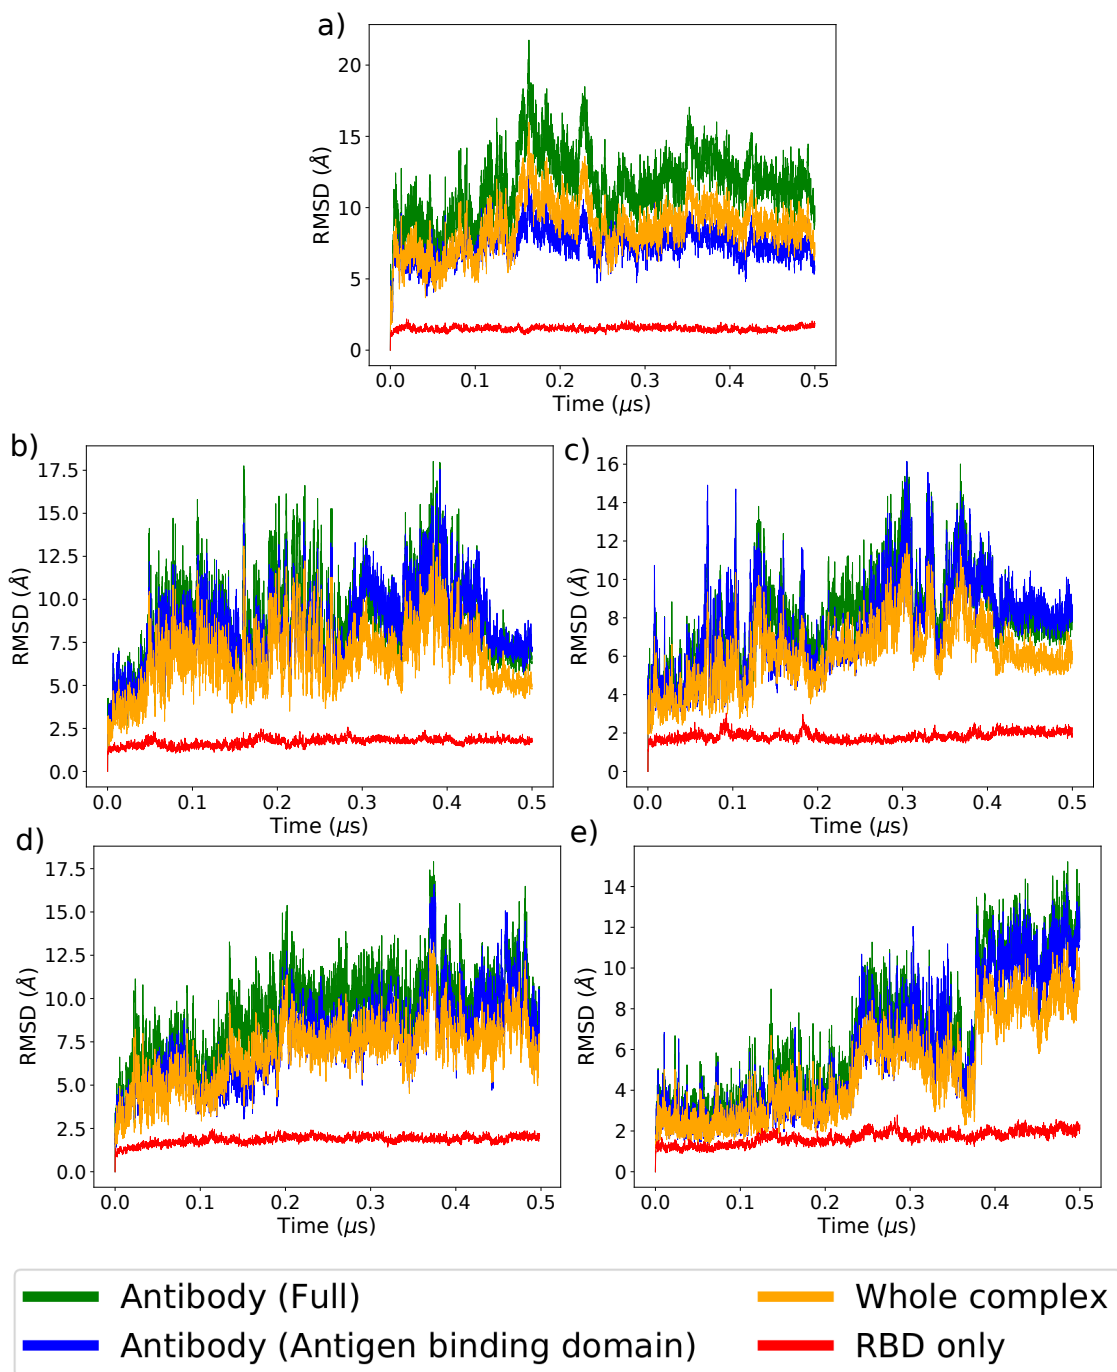 a)
RMSD (Å)
20
15
10
5
0
0.0 0.1 0.2 0.3 0.4 0.5
Time (μs)
b)
RMSD (Å)
17.5
15.0
12.5
10.0
7.5
5.0
2.5
0.0
0.0 0.1 0.2 0.3 0.4 0.5
Time (μs)
c)
RMSD (Å)
16
14
12
10
8
6
4
2
0
0.0 0.1 0.2 0.3 0.4 0.5
Time (μs)
d)
RMSD (Å)
17.5
15.0
12.5
10.0
7.5
5.0
2.5
0.0
0.0 0.1 0.2 0.3 0.4 0.5
Time (μs)
e)
RMSD (Å)
14
12
10
8
6
4
2
0
0.0 0.1 0.2 0.3 0.4 0.5
Time (μs)
Antibody (Full)
Antibody (Antigen binding domain)
Whole complex
RBD only